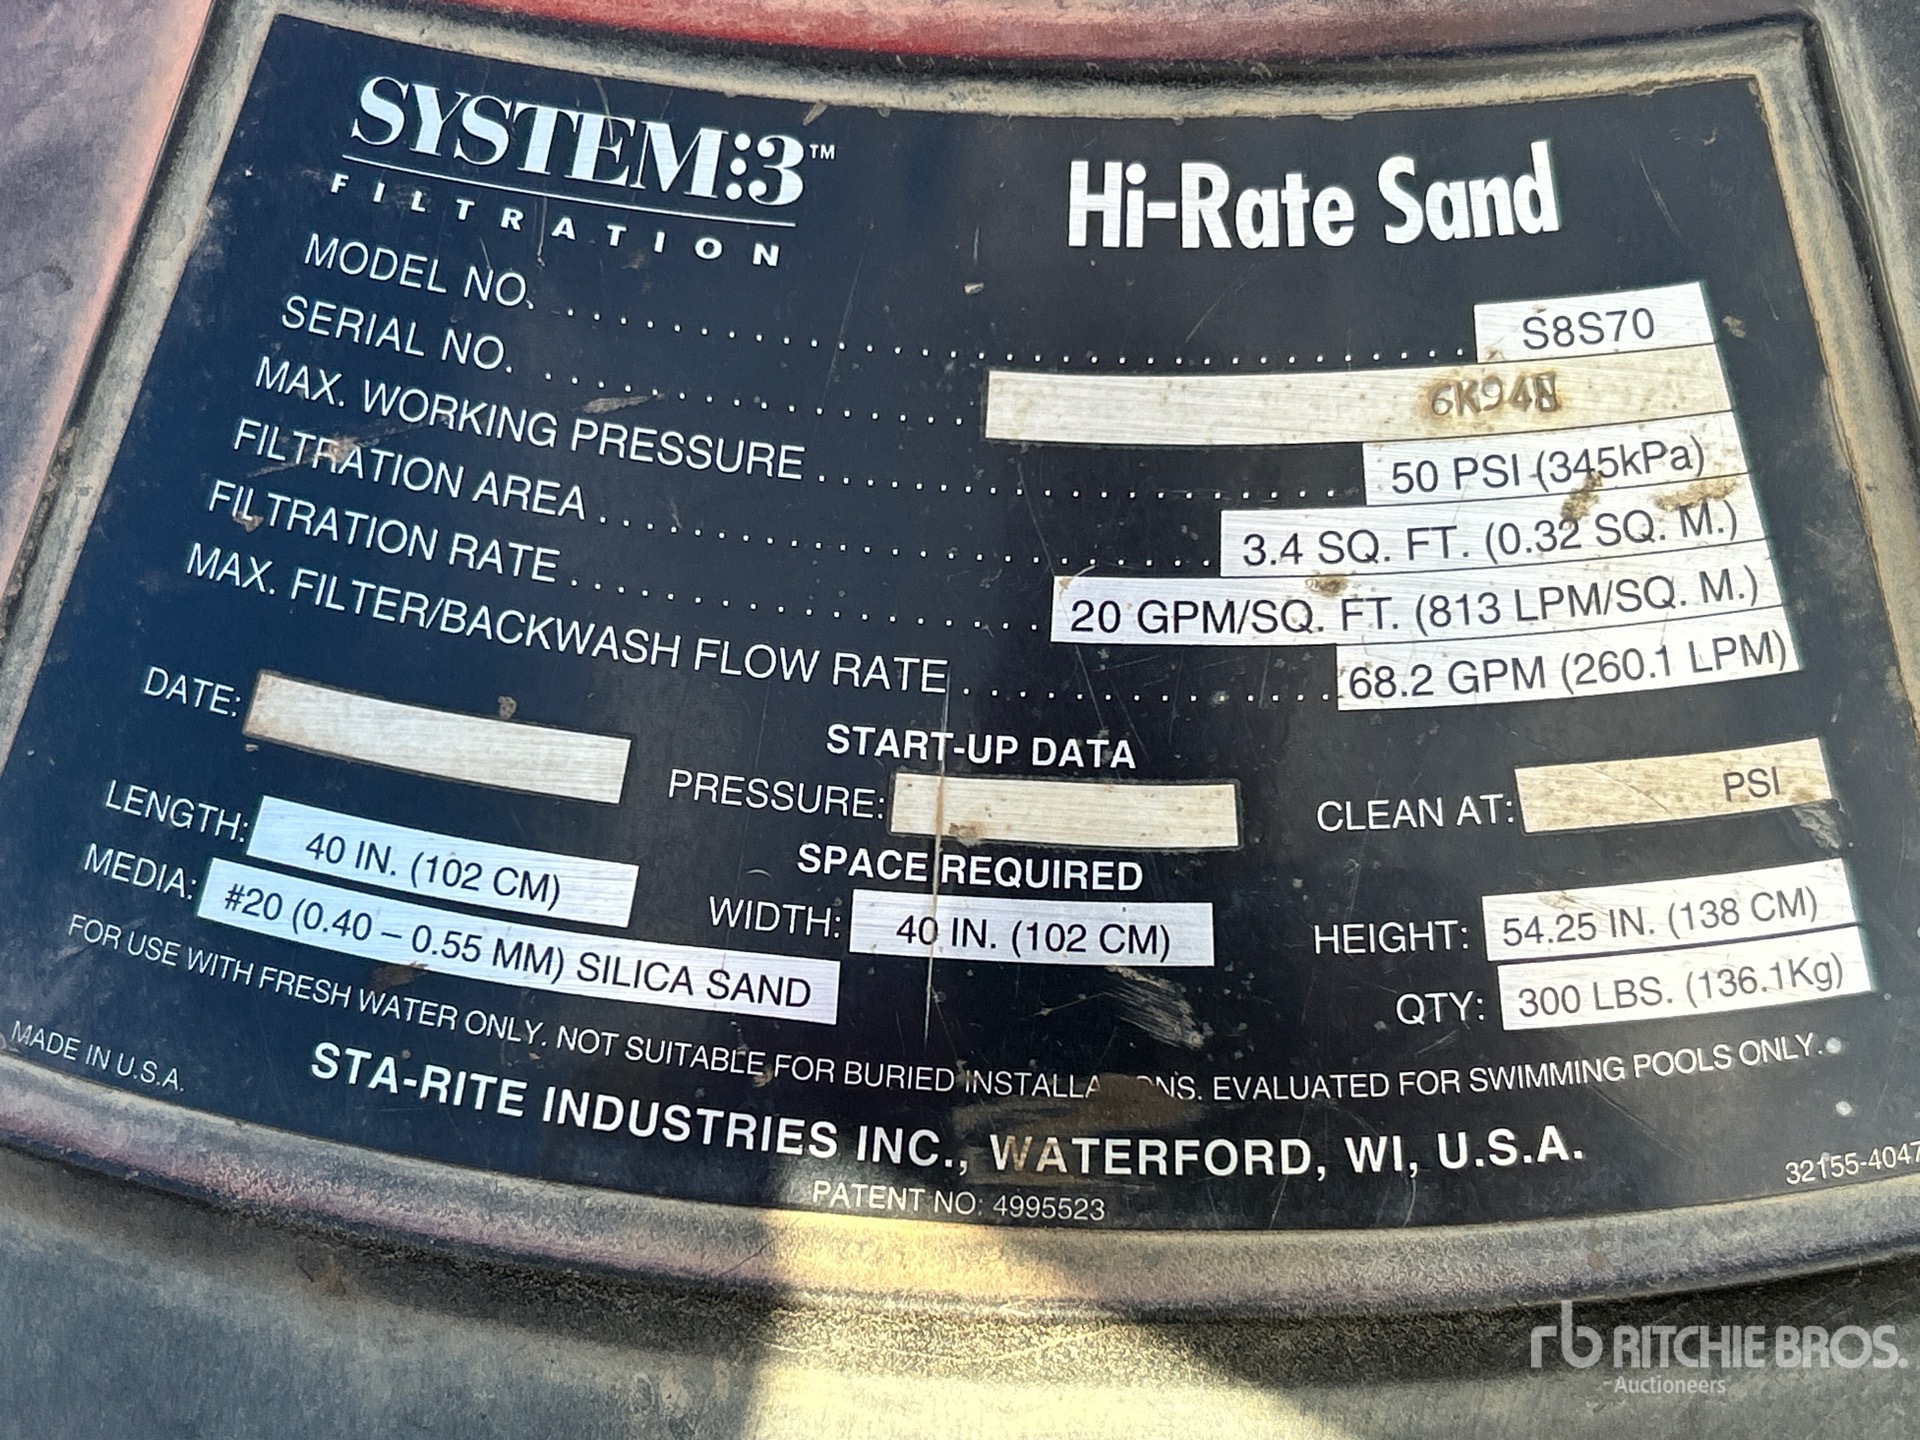 SYSTEM:3™
FILTRATION
Hi-Rate Sand
MODEL NO. S8S70
SERIAL NO.
MAX. WORKING PRESSURE 50 PSI (345kPa)
FILTRATION AREA 3.4 SQ. FT. (0.32 SQ. M.)
FILTRATION RATE 20 GPM/SQ. FT. (813 LPM/SQ. M.)
MAX. FILTER/BACKWASH FLOW RATE 68.2 GPM (260.1 LPM)
START-UP DATA
DATE: PRESSURE: CLEAN AT: PSI
SPACE REQUIRED
LENGTH: 40 IN. (102 CM) WIDTH: 40 IN. (102 CM) HEIGHT: 54.25 IN. (138 CM)
MEDIA: #20 (0.40 – 0.55 MM) SILICA SAND QTY: 300 LBS. (136.1Kg)
FOR USE WITH FRESH WATER ONLY. NOT SUITABLE FOR BURIED INSTALLATIONS. EVALUATED FOR SWIMMING POOLS ONLY.
MADE IN U.S.A.
STA-RITE INDUSTRIES INC., WATERFORD, WI, U.S.A.
PATENT NO: 4995523
32155-4047
rb RITCHIE BROS.
Auctioneers